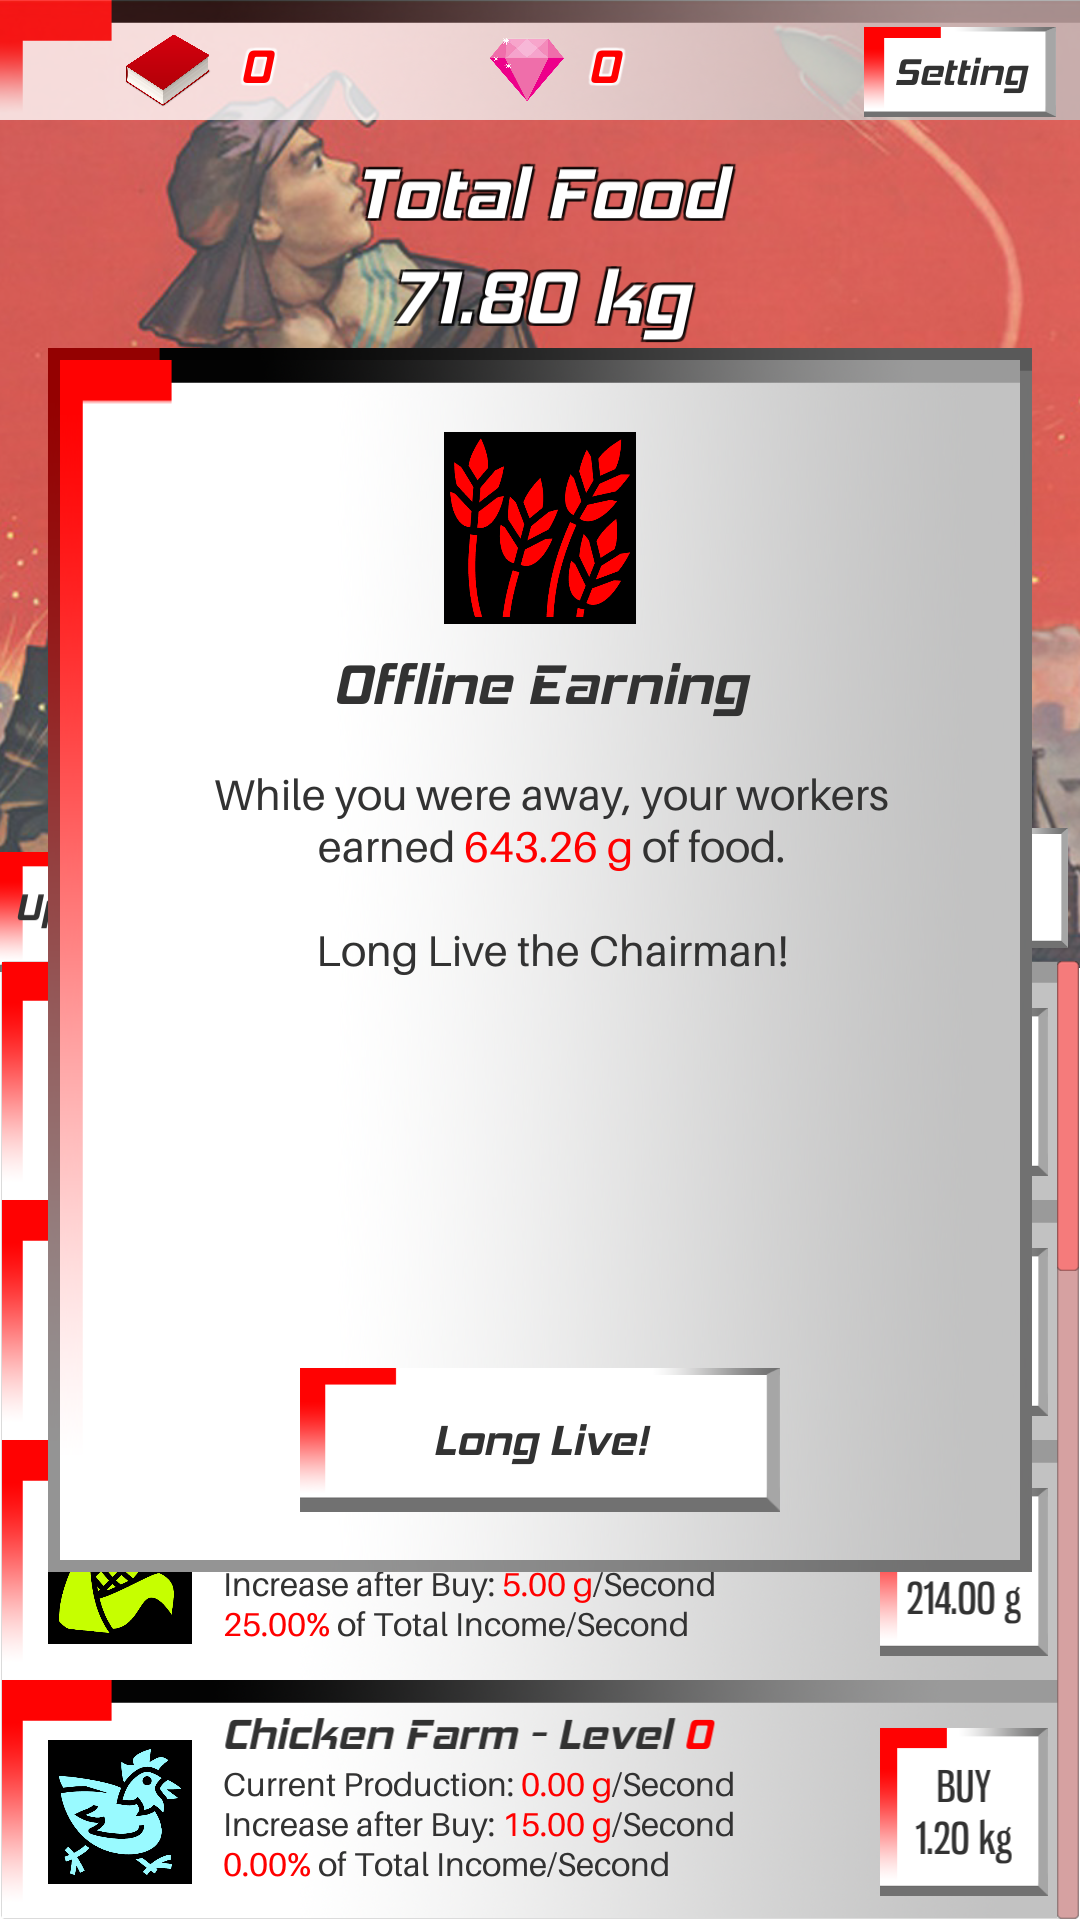 0
0
Setting
Total Food
71.80 kg
Offline Earning
While you were away, your workers
earned 643.26 g of food.
Long Live the Chairman!
Long Live!
Increase after Buy: 5.00 g/Second
25.00% of Total Income/Second
214.00 g
Chicken Farm - Level 0
Current Production: 0.00 g/Second
Increase after Buy: 15.00 g/Second
0.00% of Total Income/Second
BUY
1.20 kg